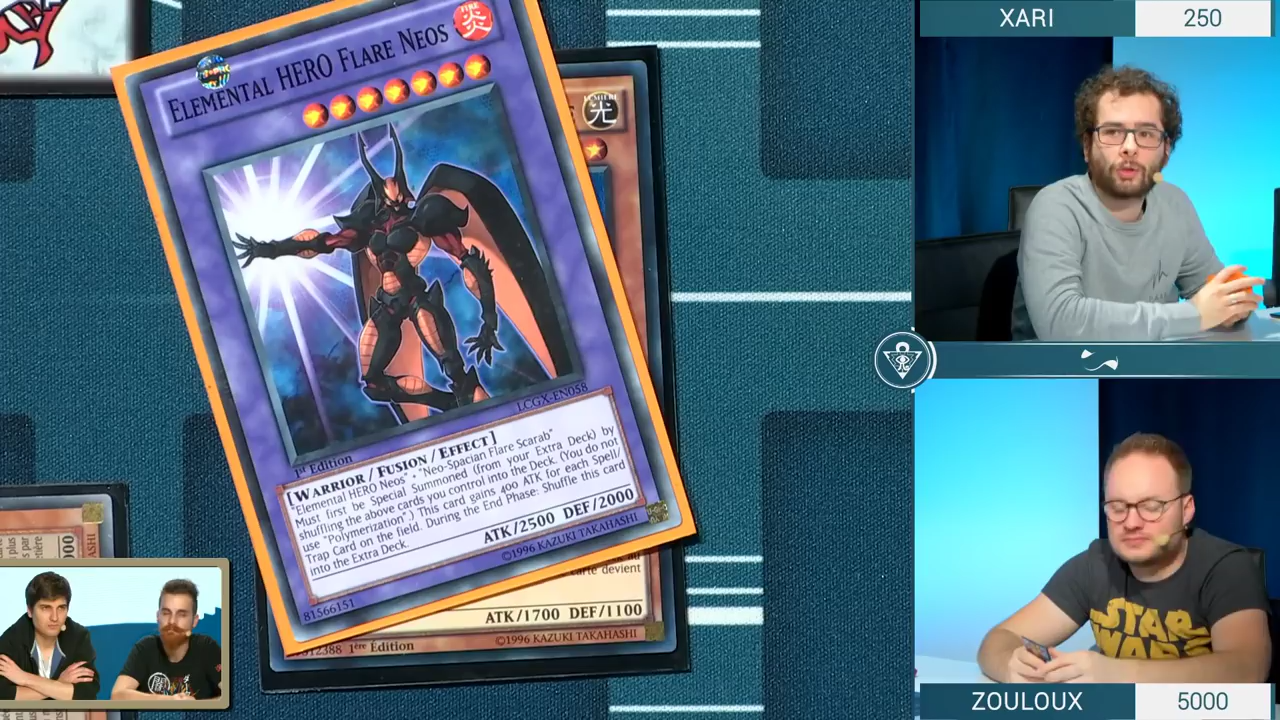 XARI 250
ELEMENTAL HERO FLARE NEOS
FIRE
炎
LUMIÈRE
光
LCGX-EN058
1st Edition
[WARRIOR / FUSION / EFFECT]
"Elemental HERO Neos" + "Neo-Spacian Flare Scarab"
Must first be Special Summoned (from your Extra Deck) by
shuffling the above cards you control into the Deck. (You do not
use "Polymerization".) This card gains 400 ATK for each Spell/
Trap Card on the field. During the End Phase: Shuffle this card
into the Extra Deck.
ATK/2500 DEF/2000
81566151
©1996 KAZUKI TAKAHASHI
carte devient
ATK/1700 DEF/1100
12388 1ère Édition
©1996 KAZUKI TAKAHASHI
STAR
WARS
ZOULOUX 5000